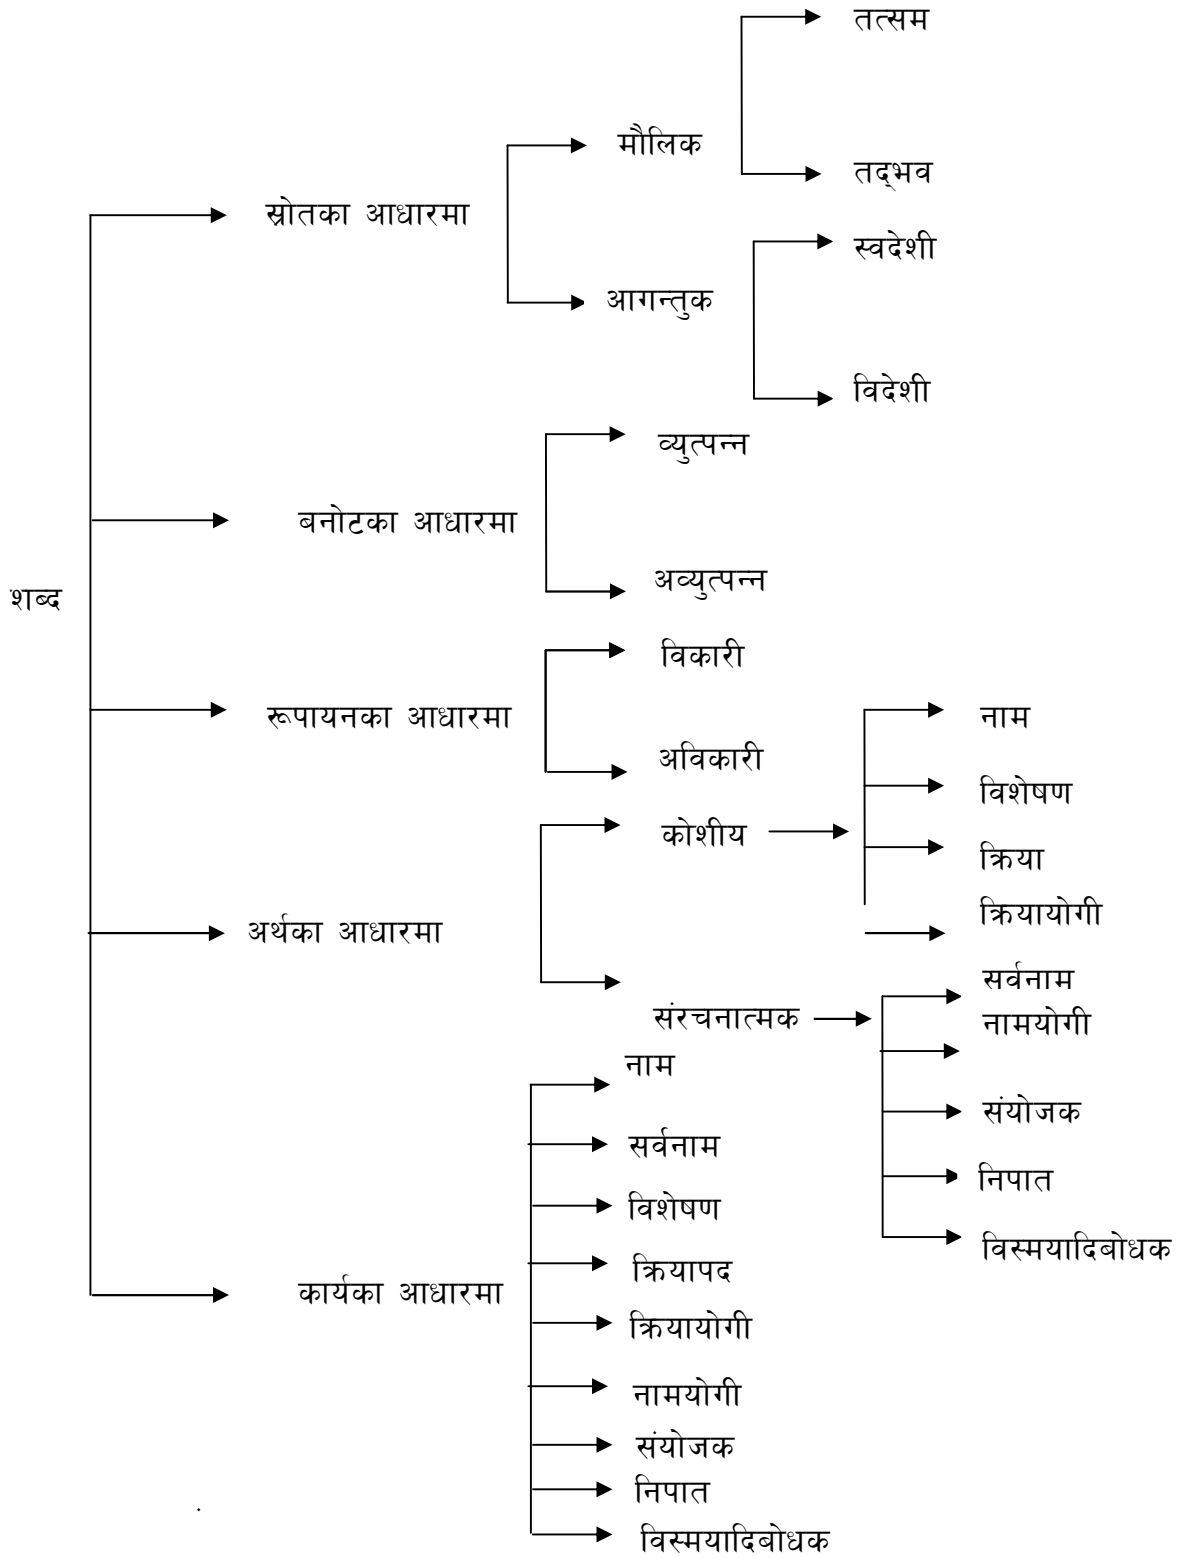 तत्सम
मौलिक
तद्‌भव
स्रोतका आधारमा
स्वदेशी
आगन्तुक
विदेशी
व्युत्पन्न
बनोटका आधारमा
अव्युत्पन्न
शब्द
विकारी
रूपायनका आधारमा
अविकारी
नाम
विशेषण
कोशीय
क्रिया
क्रियायोगी
अर्थका आधारमा
सर्वनाम
संरचनात्मक
नामयोगी
संयोजक
निपात
विस्मयादिबोधक
नाम
सर्वनाम
विशेषण
क्रियापद
कार्यका आधारमा
क्रियायोगी
नामयोगी
संयोजक
निपात
विस्मयादिबोधक